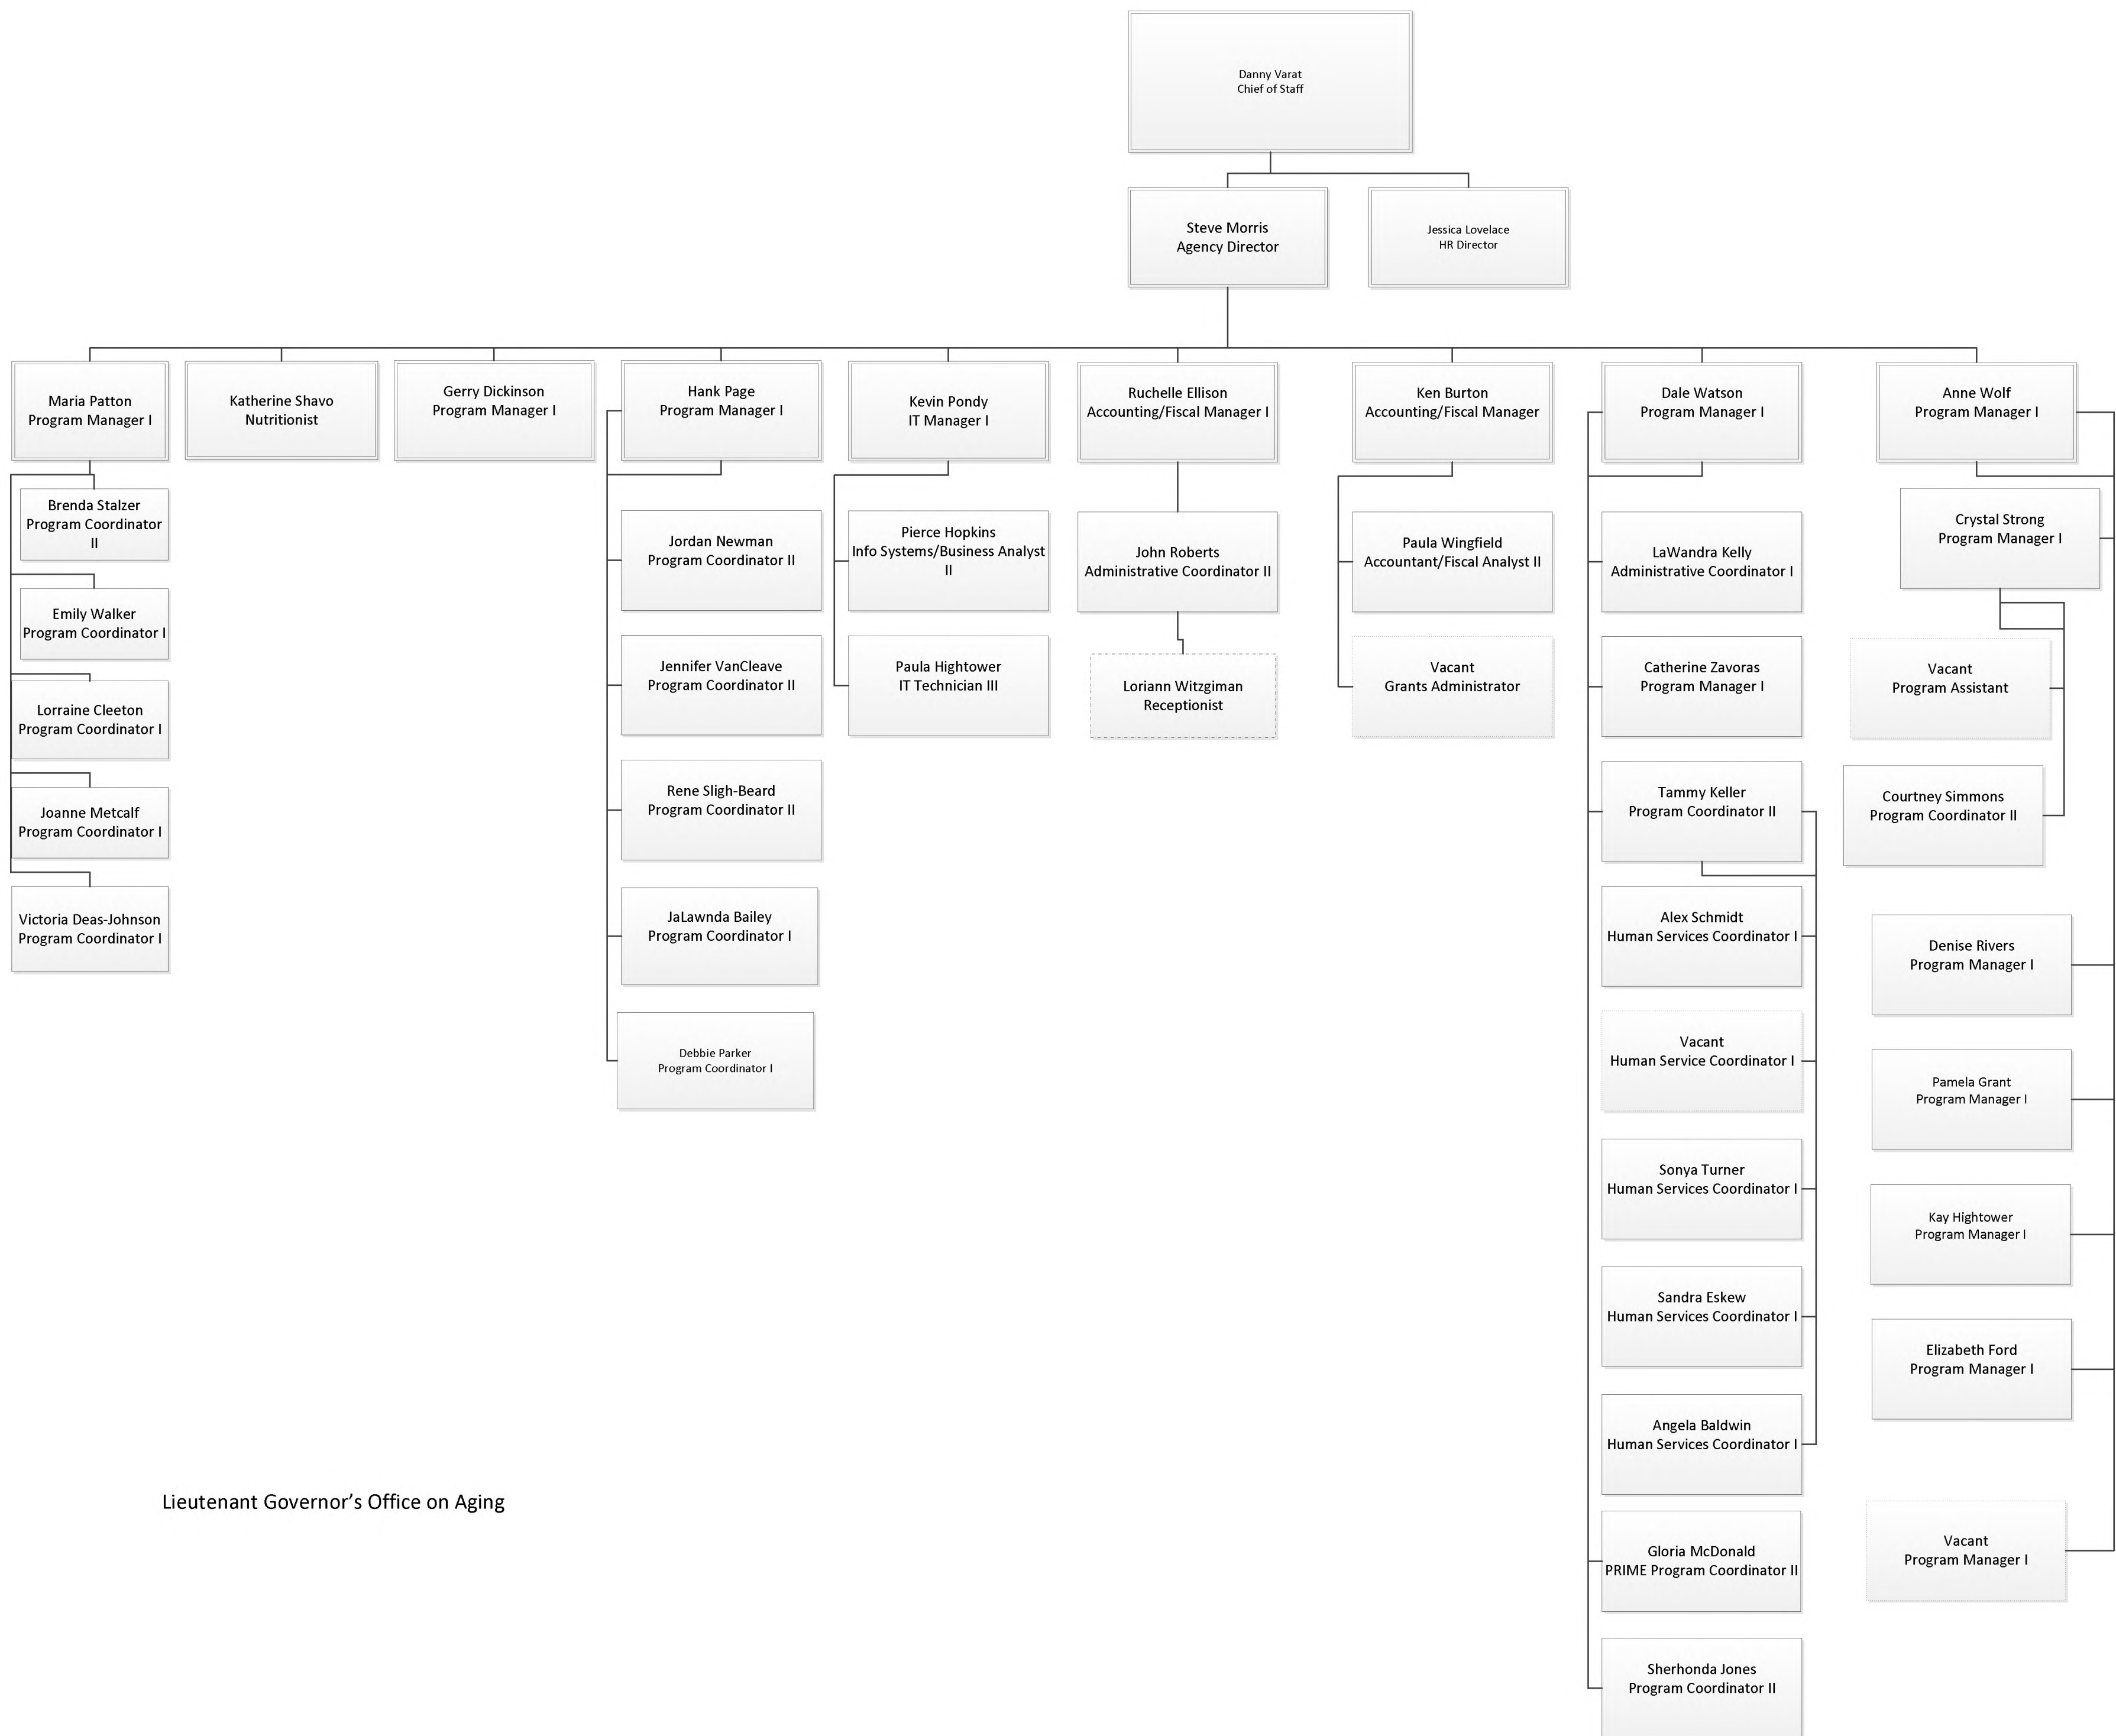 Danny Varat
Chief of Staff
Steve Morris
Agency Director
Jessica Lovelace
HR Director
Maria Patton
Program Manager I
Katherine Shavo
Nutritionist
Gerry Dickinson
Program Manager I
Hank Page
Program Manager I
Kevin Pondy
IT Manager I
Ruchelle Ellison
Accounting/Fiscal Manager I
Ken Burton
Accounting/Fiscal Manager
Dale Watson
Program Manager I
Anne Wolf
Program Manager I
Brenda Stalzer
Program Coordinator
II
Emily Walker
Program Coordinator I
Lorraine Cleeton
Program Coordinator I
Joanne Metcalf
Program Coordinator I
Victoria Deas-Johnson
Program Coordinator I
Jordan Newman
Program Coordinator II
Jennifer VanCleave
Program Coordinator II
Rene Sligh-Beard
Program Coordinator II
JaLawnda Bailey
Program Coordinator I
Debbie Parker
Program Coordinator I
Pierce Hopkins
Info Systems/Business Analyst
II
Paula Hightower
IT Technician III
John Roberts
Administrative Coordinator II
Loriann Witzgiman
Receptionist
Paula Wingfield
Accountant/Fiscal Analyst II
Vacant
Grants Administrator
LaWandra Kelly
Administrative Coordinator I
Catherine Zavoras
Program Manager I
Tammy Keller
Program Coordinator II
Alex Schmidt
Human Services Coordinator I
Vacant
Human Service Coordinator I
Sonya Turner
Human Services Coordinator I
Sandra Eskew
Human Services Coordinator I
Angela Baldwin
Human Services Coordinator I
Gloria McDonald
PRIME Program Coordinator II
Sherhonda Jones
Program Coordinator II
Crystal Strong
Program Manager I
Vacant
Program Assistant
Courtney Simmons
Program Coordinator II
Denise Rivers
Program Manager I
Pamela Grant
Program Manager I
Kay Hightower
Program Manager I
Elizabeth Ford
Program Manager I
Vacant
Program Manager I
Lieutenant Governor’s Office on Aging